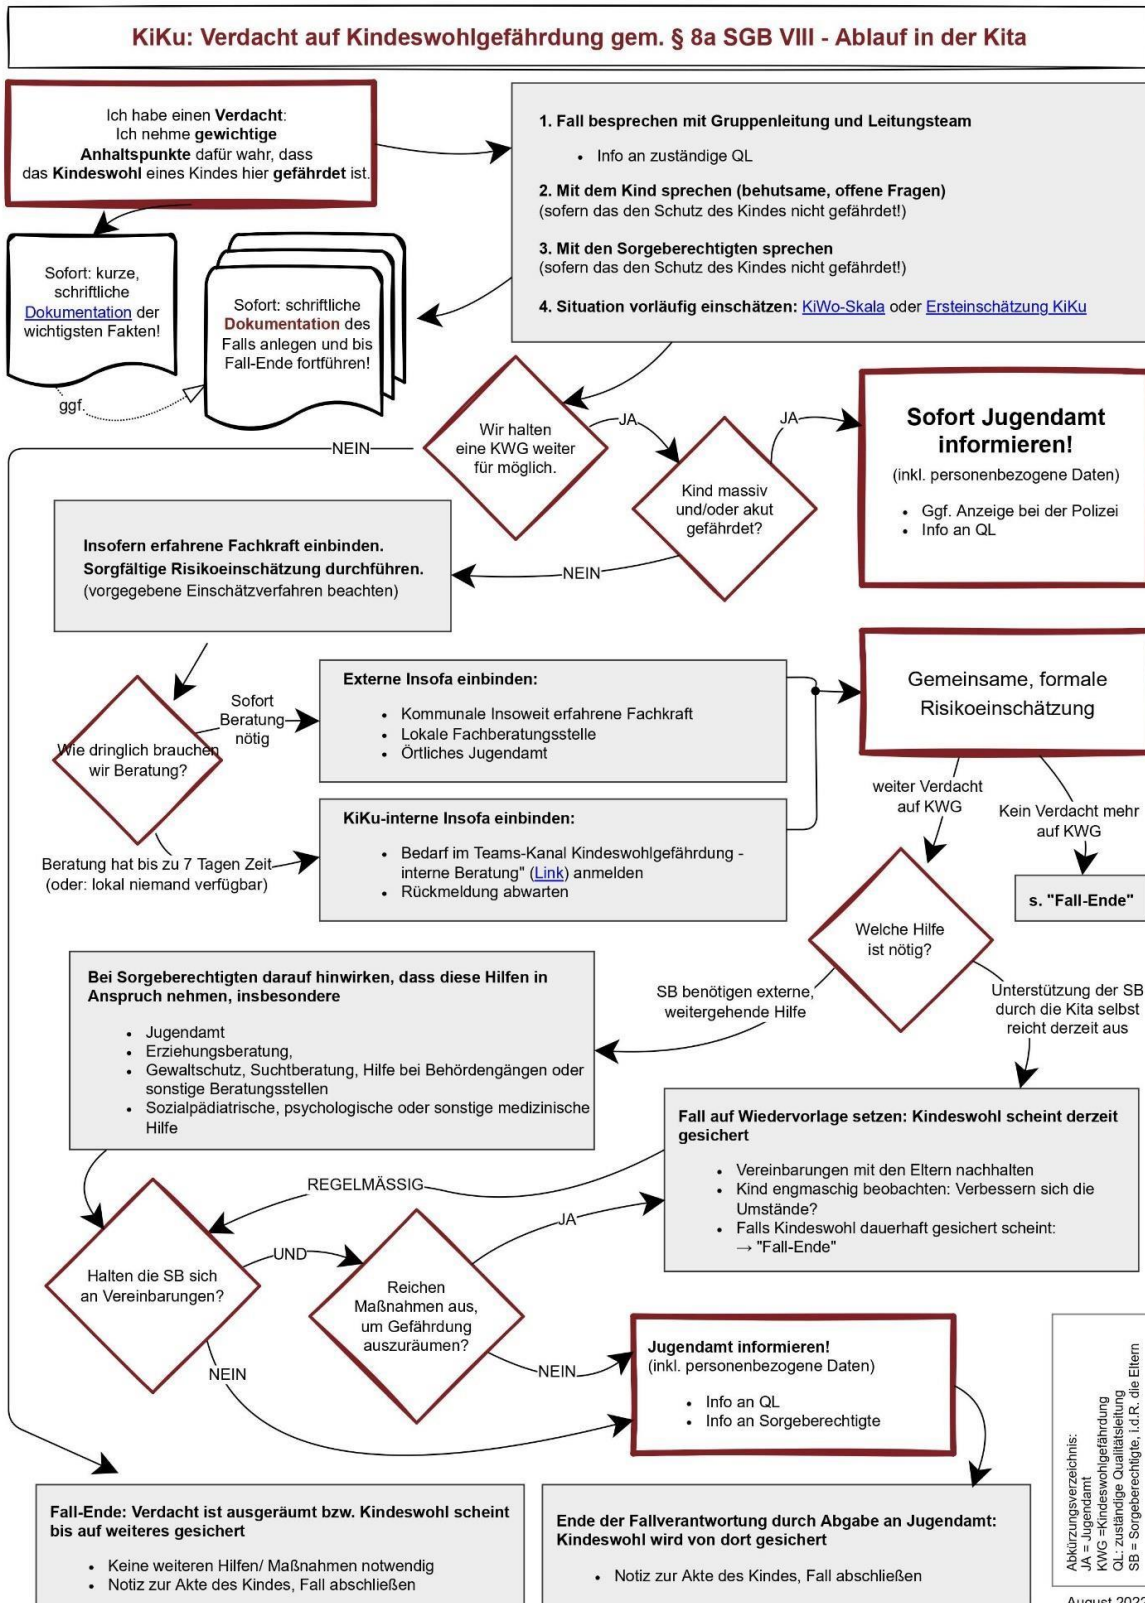 KiKu: Verdacht auf Kindeswohlgefährdung gem. § 8a SGB VIII - Ablauf in der Kita
Ich habe einen Verdacht:
Ich nehme gewichtige
Anhaltspunkte dafür wahr, dass
das Kindeswohl eines Kindes hier gefährdet ist.
1. Fall besprechen mit Gruppenleitung und Leitungsteam
• Info an zuständige QL
2. Mit dem Kind sprechen (behutsame, offene Fragen)
(sofern das den Schutz des Kindes nicht gefährdet!)
3. Mit den Sorgeberechtigten sprechen
(sofern das den Schutz des Kindes nicht gefährdet!)
4. Situation vorläufig einschätzen: KiWo-Skala oder Ersteinschätzung KiKu
Sofort: kurze,
schriftliche
Dokumentation der
wichtigsten Fakten!
Sofort: schriftliche
Dokumentation des
Falls anlegen und bis
Fall-Ende fortführen!
ggf.
Wir halten
eine KWG weiter
für möglich.
NEIN
JA
Kind massiv
und/oder akut
gefährdet?
JA
Sofort Jugendamt
informieren!
(inkl. personenbezogene Daten)
• Ggf. Anzeige bei der Polizei
• Info an QL
NEIN
Insofern erfahrene Fachkraft einbinden.
Sorgfältige Risikoeinschätzung durchführen.
(vorgegebene Einschätzverfahren beachten)
Wie dringlich brauchen
wir Beratung?
Sofort
Beratung
nötig
Externe Insofa einbinden:
• Kommunale Insoweit erfahrene Fachkraft
• Lokale Fachberatungsstelle
• Örtliches Jugendamt
Beratung hat bis zu 7 Tagen Zeit
(oder: lokal niemand verfügbar)
KiKu-interne Insofa einbinden:
• Bedarf im Teams-Kanal Kindeswohlgefährdung -
interne Beratung" (Link) anmelden
• Rückmeldung abwarten
Gemeinsame, formale
Risikoeinschätzung
weiter Verdacht
auf KWG
Kein Verdacht mehr
auf KWG
s. "Fall-Ende"
Welche Hilfe
ist nötig?
SB benötigen externe,
weitergehende Hilfe
Unterstützung der SB
durch die Kita selbst
reicht derzeit aus
Bei Sorgeberechtigten darauf hinwirken, dass diese Hilfen in
Anspruch nehmen, insbesondere
• Jugendamt
• Erziehungsberatung,
• Gewaltschutz, Suchtberatung, Hilfe bei Behördengängen oder
sonstige Beratungsstellen
• Sozialpädiatrische, psychologische oder sonstige medizinische
Hilfe
Fall auf Wiedervorlage setzen: Kindeswohl scheint derzeit
gesichert
• Vereinbarungen mit den Eltern nachhalten
• Kind engmaschig beobachten: Verbessern sich die
Umstände?
• Falls Kindeswohl dauerhaft gesichert scheint:
→ "Fall-Ende"
REGELMÄSSIG
Halten die SB sich
an Vereinbarungen?
UND
Reichen
Maßnahmen aus,
um Gefährdung
auszuräumen?
JA
NEIN
NEIN
Jugendamt informieren!
(inkl. personenbezogene Daten)
• Info an QL
• Info an Sorgeberechtigte
Fall-Ende: Verdacht ist ausgeräumt bzw. Kindeswohl scheint
bis auf weiteres gesichert
• Keine weiteren Hilfen/ Maßnahmen notwendig
• Notiz zur Akte des Kindes, Fall abschließen
Ende der Fallverantwortung durch Abgabe an Jugendamt:
Kindeswohl wird von dort gesichert
• Notiz zur Akte des Kindes, Fall abschließen
Abkürzungsverzeichnis:
JA = Jugendamt
KWG =Kindeswohlgefährdung
QL: zuständige Qualitätsleitung
SB = Sorgeberechtigte, i.d.R. die Eltern
August 2022